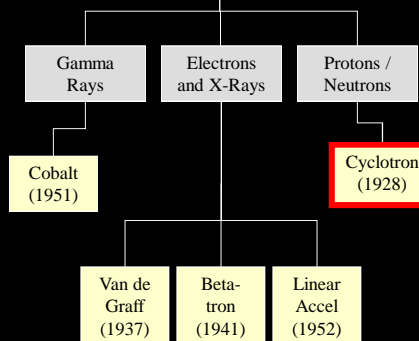 Gamma
Rays
Electrons
and X-Rays
Protons /
Neutrons
Cobalt
(1951)
Cyclotron
(1928)
Van de
Graff
(1937)
Beta-
tron
(1941)
Linear
Accel
(1952)